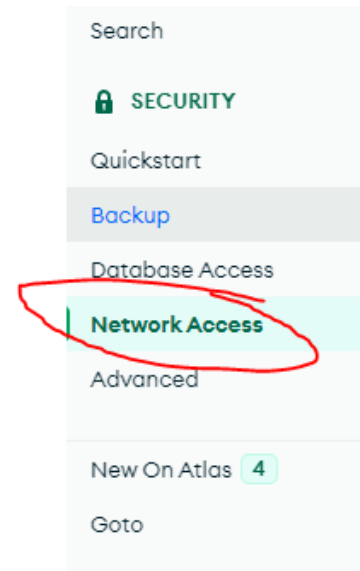 Search
SECURITY
Quickstart
Backup
Database Access
Network Access
Advanced
New On Atlas 4
Goto